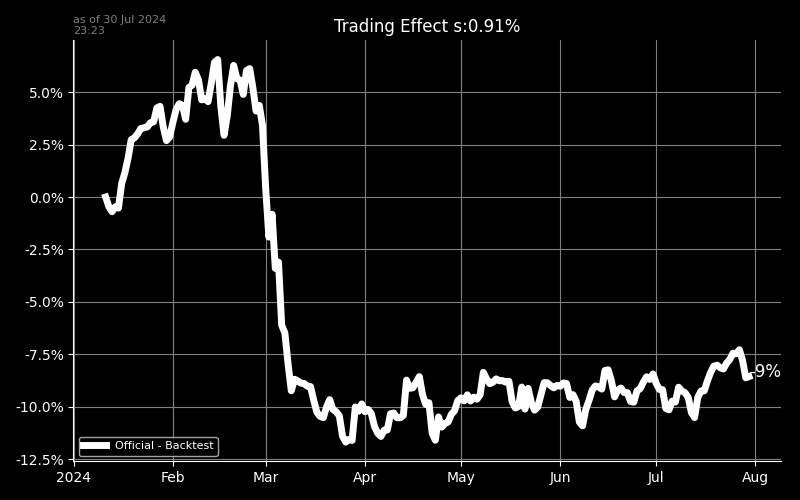 as of 30 Jul 2024
23:23
Trading Effect s:0.91%
5.0%
2.5%
0.0%
-2.5%
-5.0%
-7.5%
-10.0%
-12.5%
-9%
Official - Backtest
2024 Feb Mar Apr May Jun Jul Aug